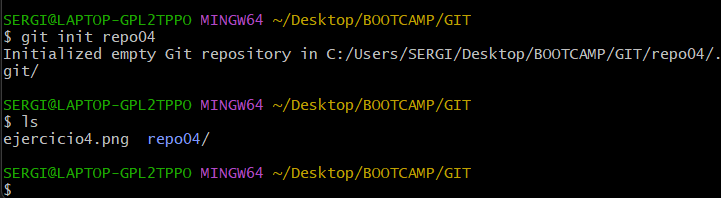 SERGI@LAPTOP-GPL2TPPO MINGW64 ~/Desktop/BOOTCAMP/GIT
$ git init repo04
Initialized empty Git repository in C:/Users/SERGI/Desktop/BOOTCAMP/GIT/repo04/.
git/
SERGI@LAPTOP-GPL2TPPO MINGW64 ~/Desktop/BOOTCAMP/GIT
$ ls
ejercicio4.png  repo04/
SERGI@LAPTOP-GPL2TPPO MINGW64 ~/Desktop/BOOTCAMP/GIT
$